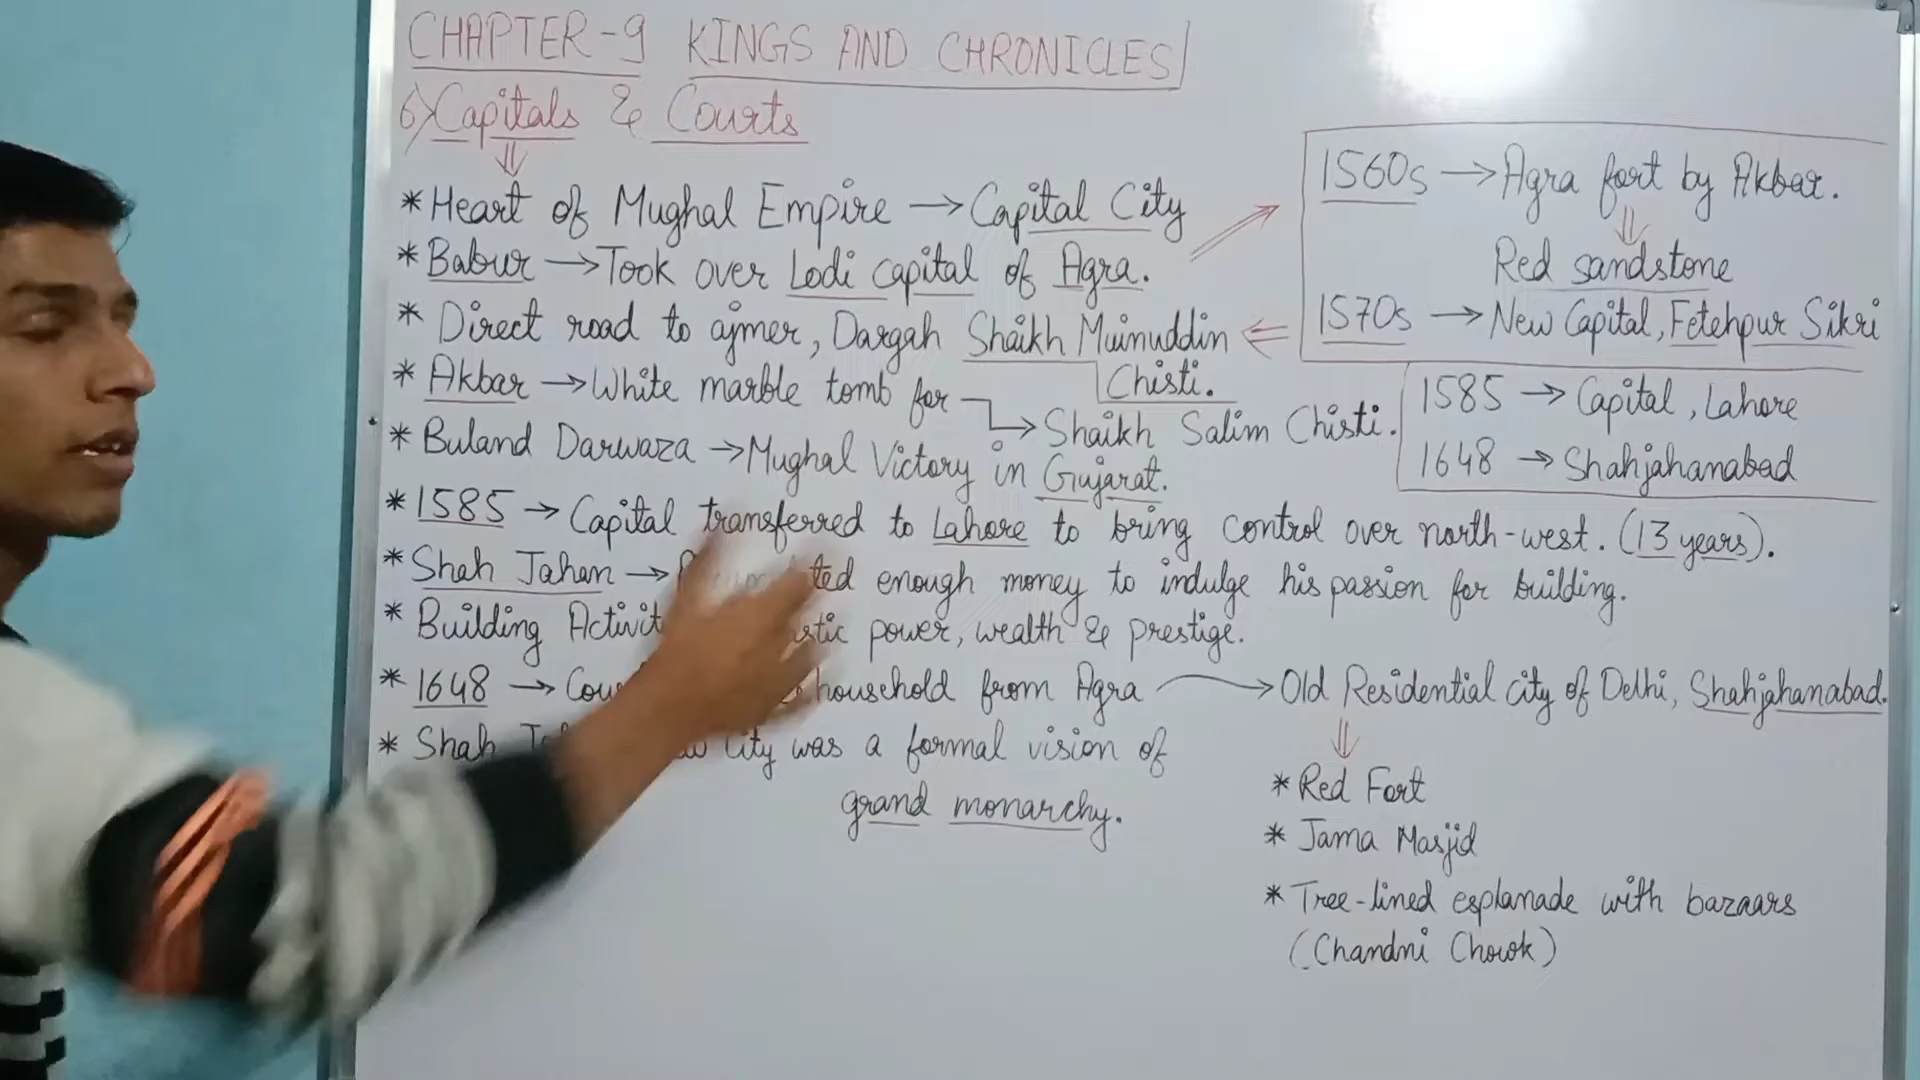 CHAPTER-9 KINGS AND CHRONICLES
6) Capitals & Courts
* Heart of Mughal Empire → Capital City
* Babur → Took over Lodi capital of Agra.
* Direct road to ajmer, Dargah Shaikh Muinuddin
Chisti.
* Akbar → White marble tomb for
→ Shaikh Salim Chisti.
* Buland Darwaza → Mughal Victory in Gujarat.
* 1585 → Capital transferred to Lahore to bring control over north-west. (13 years).
* Shah Jahan → enough money to indulge his passion for building.
* Building power, wealth & prestige.
* 1648 → household from Agra → Old Residential city of Delhi, Shahjahanabad.
* Shah City was a formal vision of
grand monarchy.
1560s → Agra fort by Akbar.
Red sandstone
1570s → New Capital, Fetehpur Sikri
1585 → Capital, Lahore
1648 → Shahjahanabad
* Red Fort
* Jama Masjid
* Tree-lined esplanade with bazaars
(Chandni Chowk)